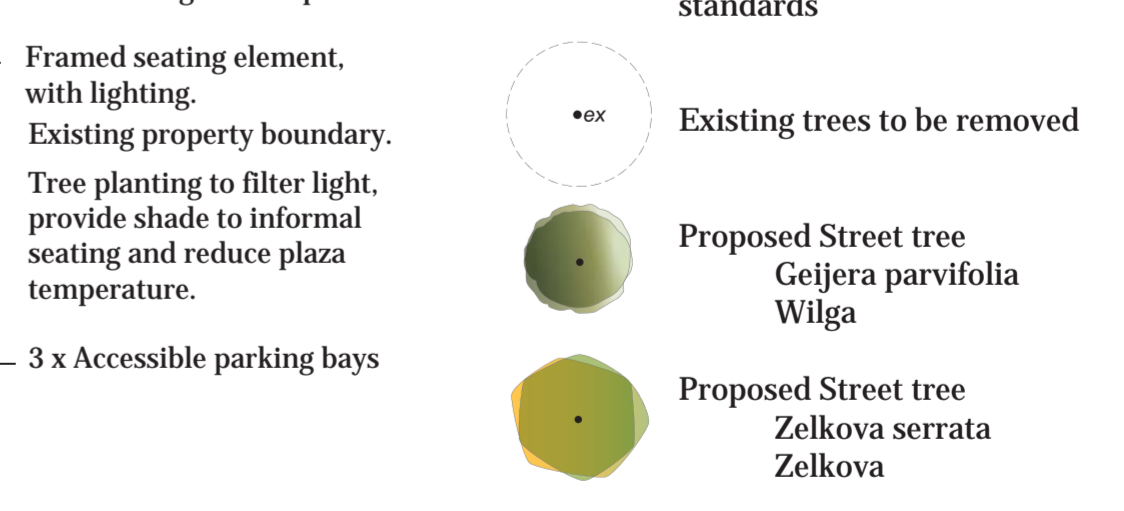 standards
Framed seating element,
with lighting.
Existing property boundary.
Tree planting to filter light,
provide shade to informal
seating and reduce plaza
temperature.
3 x Accessible parking bays
ex
Existing trees to be removed
Proposed Street tree
Geijera parvifolia
Wilga
Proposed Street tree
Zelkova serrata
Zelkova